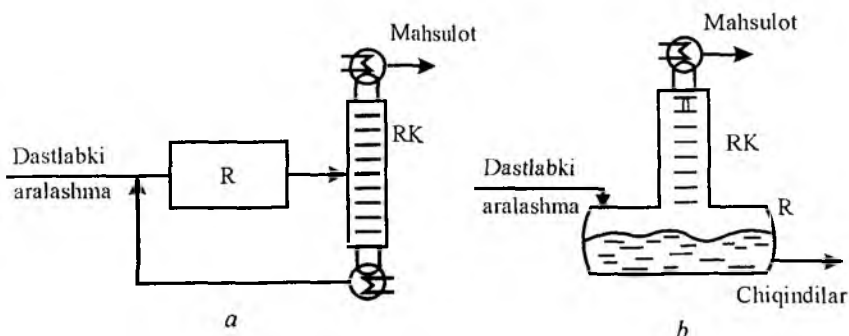 Mahsulot
RK
Dastlabki
aralashma
R
a
Mahsulot
RK
Dastlabki
aralashma
R
Chiqindilar
b